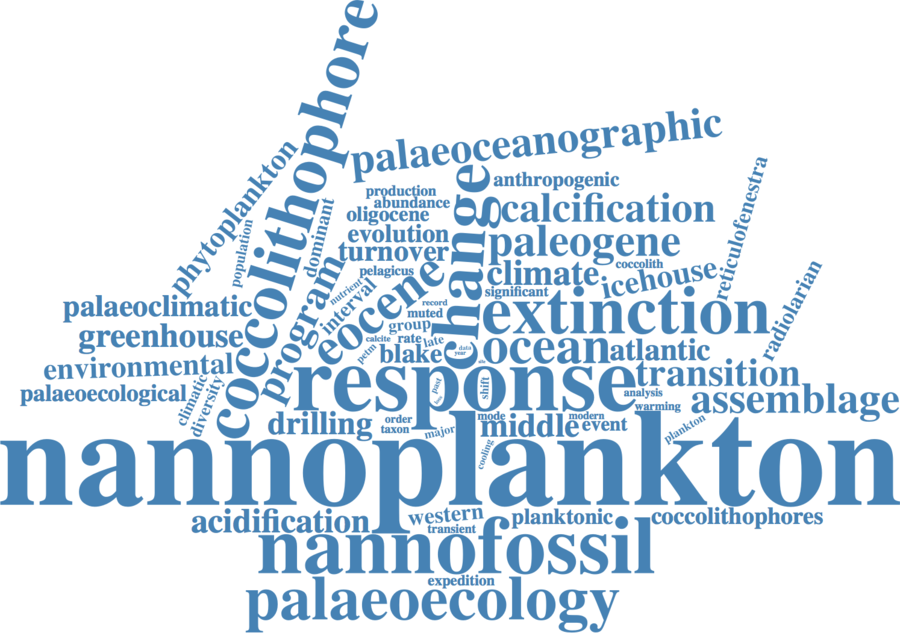 coccolithophore
palaeoceanographic
phytoplankton
change
anthropogenic
production
abundance
oligocene
calcification
reticulofenestra
population
dominant
evolution
turnover
paleogene
pelagicus
climate
coccolith
icehouse
radiolarian
palaeoclimatic
program
nutrient
interval
eocene
significant
record
muted
extinction
greenhouse
group
calcite
rate
late
petm
blake
data
year
ocean
atlantic
environmental
response
past
shift
transition
palaeoecological
climatic
diversity
analysis
warming
assemblage
drilling
order
taxon
major
mode
middle
modern
event
plankton
cooling
nannoplankton
acidification
western
transient
planktonic
coccolithophores
nannofossil
expedition
palaeoecology